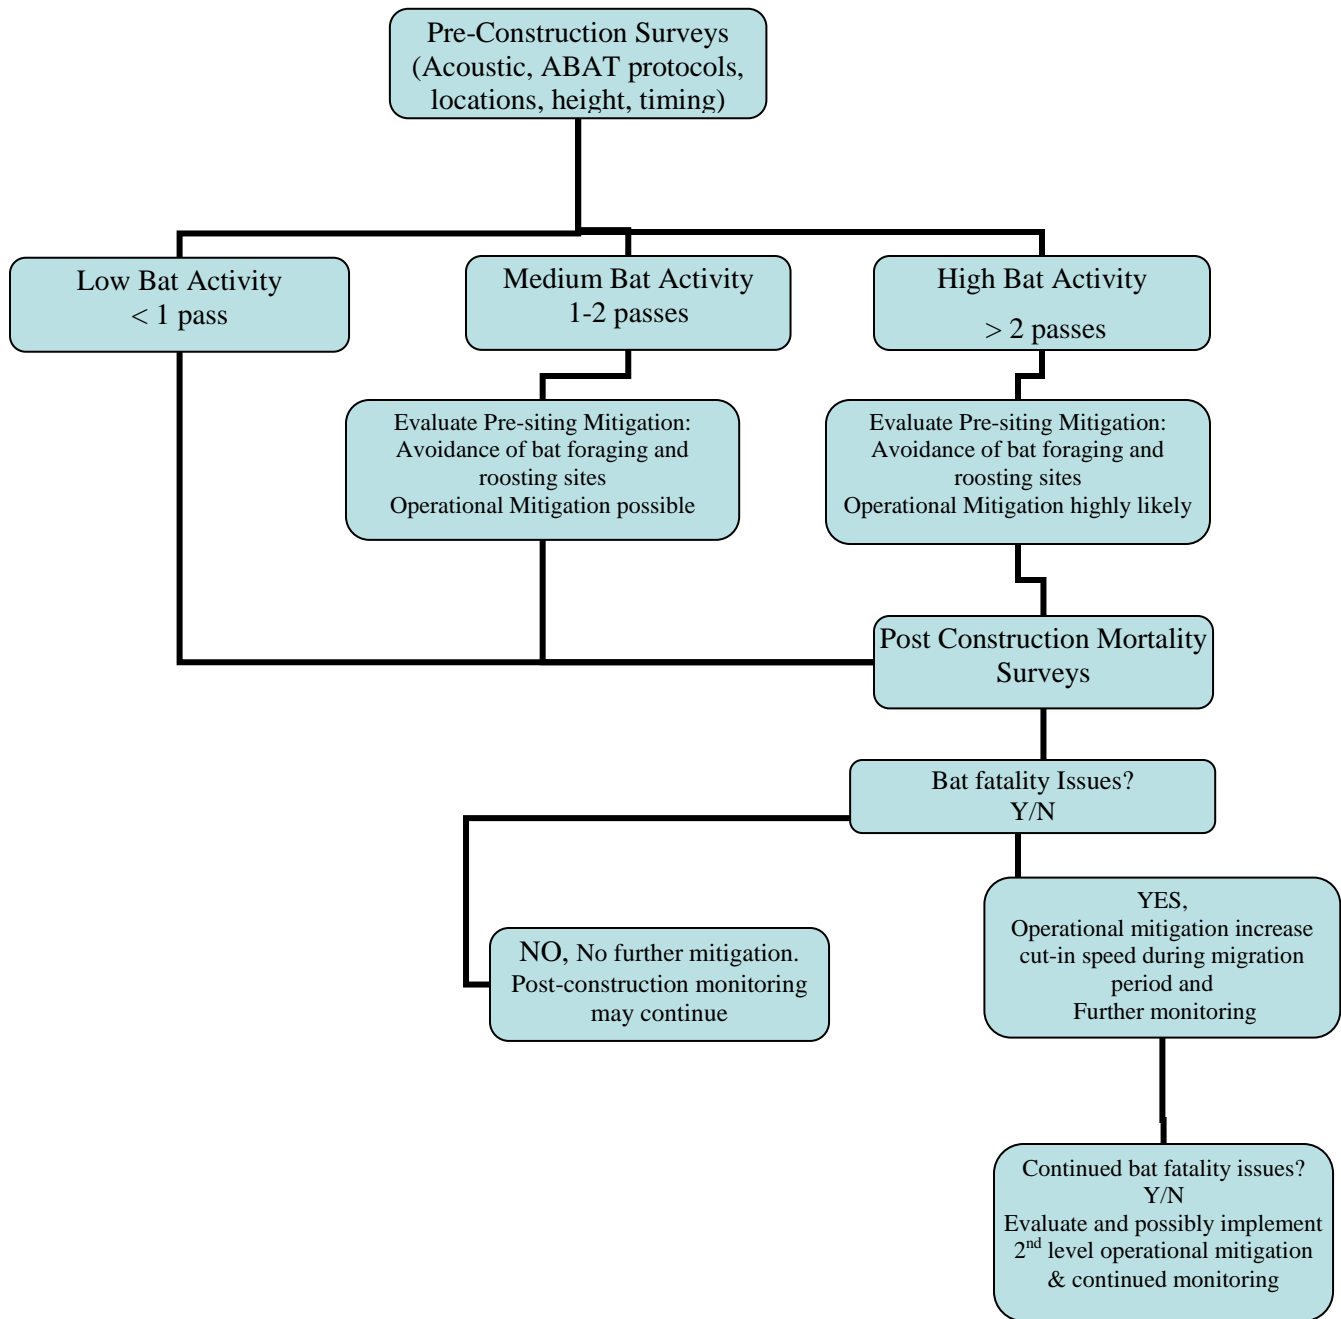 Pre-Construction Surveys
(Acoustic, ABAT protocols,
locations, height, timing)
Low Bat Activity
< 1 pass
Medium Bat Activity
1-2 passes
High Bat Activity
> 2 passes
Evaluate Pre-siting Mitigation:
Avoidance of bat foraging and
roosting sites
Operational Mitigation possible
Evaluate Pre-siting Mitigation:
Avoidance of bat foraging and
roosting sites
Operational Mitigation highly likely
Post Construction Mortality
Surveys
Bat fatality Issues?
Y/N
NO, No further mitigation.
Post-construction monitoring
may continue
YES,
Operational mitigation increase
cut-in speed during migration
period and
Further monitoring
Continued bat fatality issues?
Y/N
Evaluate and possibly implement
2nd level operational mitigation
& continued monitoring